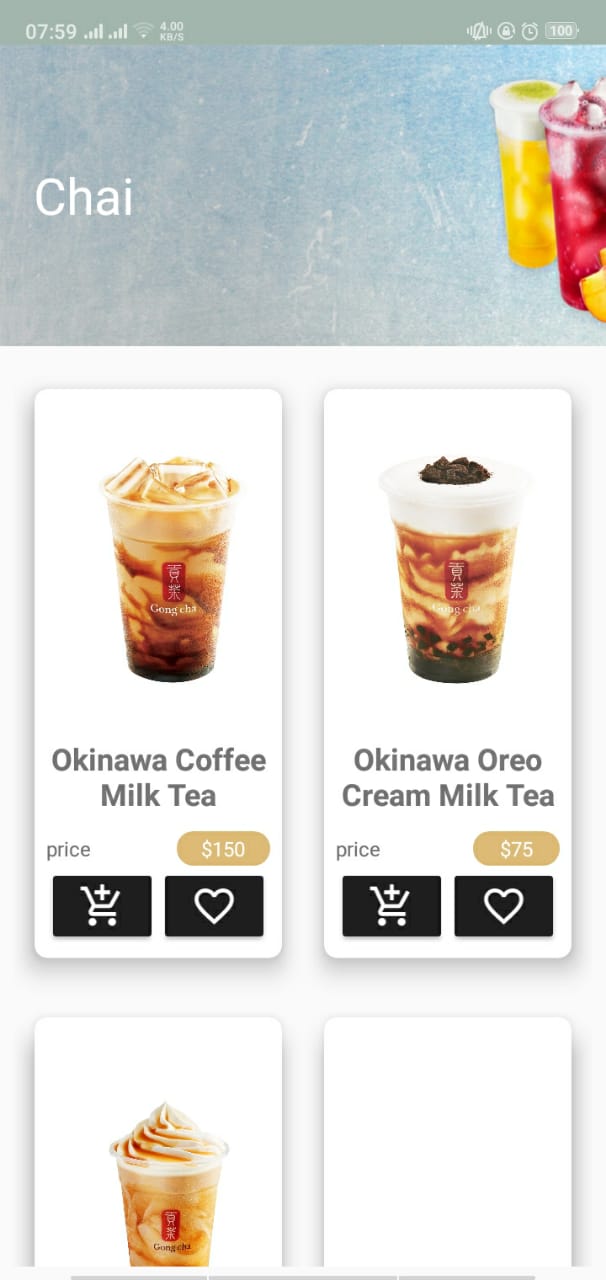 07:59
4.00
KB/S
100
Chai
貢茶
Gong cha
貢茶
Gong cha
Okinawa Coffee
Milk Tea
Okinawa Oreo
Cream Milk Tea
price
$150
price
$75
貢茶
Gong cha